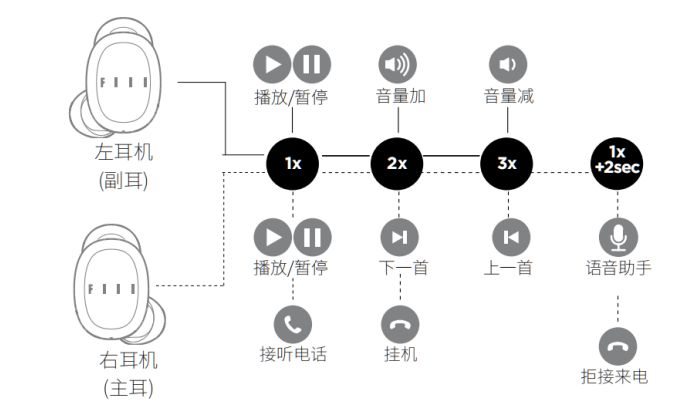 FIII
播放/暂停
音量加
音量减
左耳机
(副耳)
1x
2x
3x
1x
+2sec
播放/暂停
下一首
上一首
语音助手
FIII
接听电话
挂机
右耳机
(主耳)
拒接来电